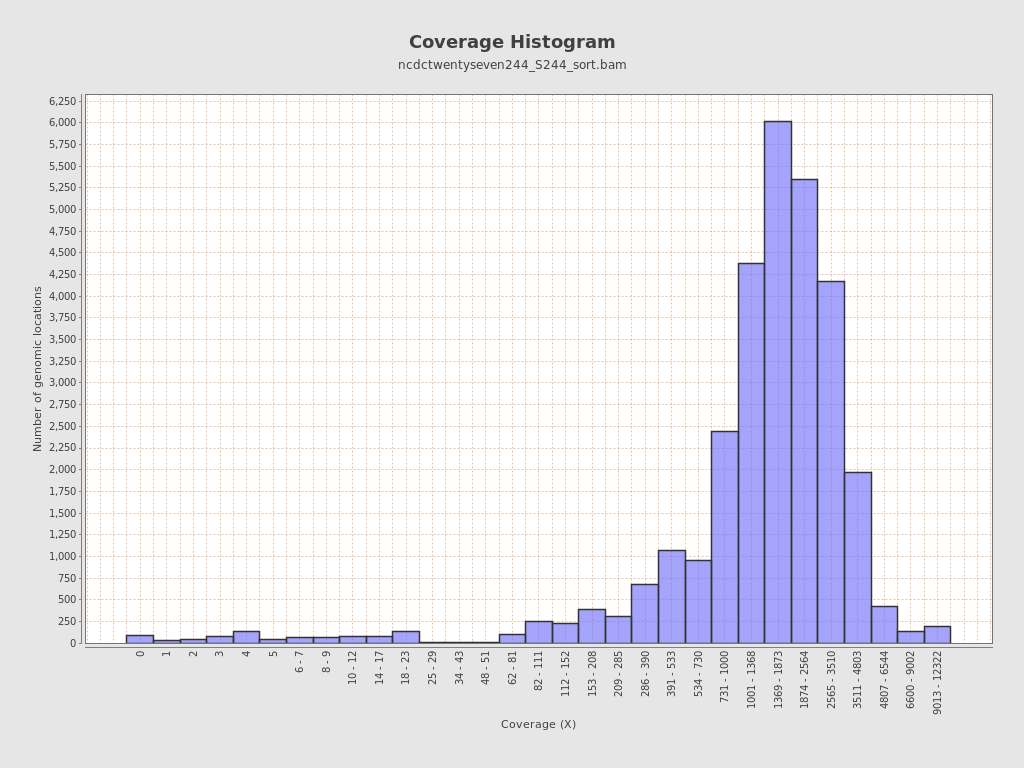 Coverage Histogram
ncdctwentyseven244_S244_sort.bam
Number of genomic locations
6,250
6,000
5,750
5,500
5,250
5,000
4,750
4,500
4,250
4,000
3,750
3,500
3,250
3,000
2,750
2,500
2,250
2,000
1,750
1,500
1,250
1,000
750
500
250
0
0
1
2
3
4
5
6 - 7
8 - 9
10 - 12
14 - 17
18 - 23
25 - 29
34 - 43
48 - 51
62 - 81
82 - 111
112 - 152
153 - 208
209 - 285
286 - 390
391 - 533
534 - 730
731 - 1000
1001 - 1368
1369 - 1873
1874 - 2564
2565 - 3510
3511 - 4803
4807 - 6544
6600 - 9002
9013 - 12322
Coverage (X)